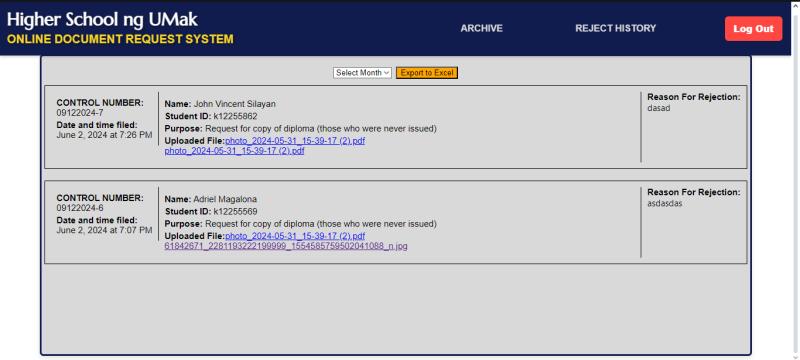 Higher School ng UMak
ONLINE DOCUMENT REQUEST SYSTEM
ARCHIVE
REJECT HISTORY
Log Out
Select Month
Export to Excel
CONTROL NUMBER:
09122024-7
Date and time filed:
June 2, 2024 at 7:26 PM
Name: John Vincent Silayan
Student ID: k12255862
Purpose: Request for copy of diploma (those who were never issued)
Uploaded File:photo_2024-05-31_15-39-17 (2).pdf
photo_2024-05-31_15-39-17 (2).pdf
Reason For Rejection:
dasad
CONTROL NUMBER:
09122024-6
Date and time filed:
June 2, 2024 at 7:07 PM
Name: Adriel Magalona
Student ID: k12255569
Purpose: Request for copy of diploma (those who were never issued)
Uploaded File:photo_2024-05-31_15-39-17 (2).pdf
61842671_2281193222199999_1554585759502041088_n.jpg
Reason For Rejection:
asdasdas